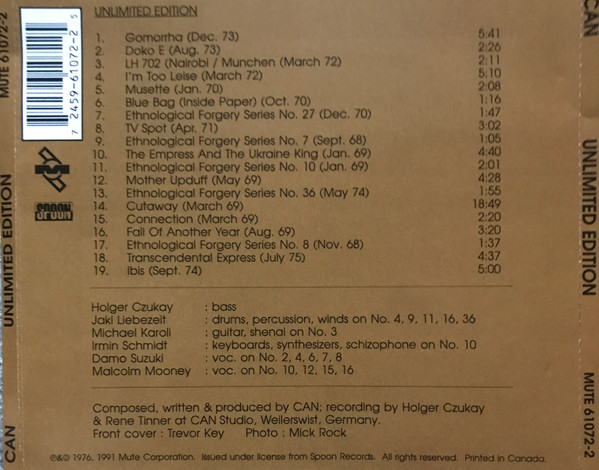 UNLIMITED EDITION
1. Gomorrha (Dec. 73) 5:41
2. Doko E (Aug. 73) 2:26
3. LH 702 (Nairobi / Munchen (March 72) 2:11
4. I'm Too Leise (March 72) 5:10
5. Musette (Jan. 70) 2:08
6. Blue Bag (Inside Paper) (Oct. 70) 1:16
7. Ethnological Forgery Series No. 27 (Dec. 70) 1:47
8. TV Spot (Apr. 71) 3:02
9. Ethnological Forgery Series No. 7 (Sept. 68) 1:05
10. The Empress And The Ukraine King (Jan. 69) 4:40
11. Ethnological Forgery Series No. 10 (Jan. 69) 2:01
12. Mother Upduff (May 69) 4:28
13. Ethnological Forgery Series No. 36 (May 74) 1:55
14. Cutaway (March 69) 18:49
15. Connection (March 69) 2:20
16. Fall Of Another Year (Aug. 69) 3:20
17. Ethnological Forgery Series No. 8 (Nov. 68) 1:37
18. Transcendental Express (July 75) 4:37
19. Ibis (Sept. 74) 5:00
Holger Czukay : bass
Jaki Liebezeit : drums, percussion, winds on No. 4, 9, 11, 16, 36
Michael Karoli : guitar, shenai on No. 3
Irmin Schmidt : keyboards, synthesizers, schizophone on No. 10
Damo Suzuki : voc. on No. 2, 4, 6, 7, 8
Malcolm Mooney : voc. on No. 10, 12, 15, 16
Composed, written & produced by CAN; recording by Holger Czukay
& Rene Tinner at CAN Studio, Weilerswist, Germany.
Front cover : Trevor Key Photo : Mick Rock
℗&© 1976, 1991 Mute Corporation. Issued under license from Spoon Records. All rights reserved. Printed in Canada.
7 2459-61072-2 5
SPOON
CAN UNLIMITED EDITION MUTE 61072-2
CAN UNLIMITED EDITION MUTE 61072-2